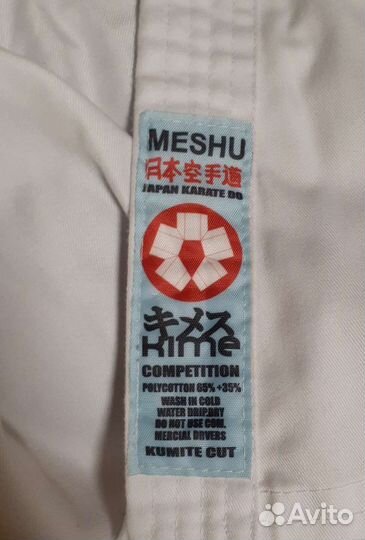 MESHU
日本空手道
JAPAN KARATE DO
キメス
Kime
COMPETITION
POLYCOTTON 65% +35%
WASH IN COLD
WATER DRIP.DRY
DO NOT USE COM.
MERCIAL DRVERS
KUMITE CUT
Avito